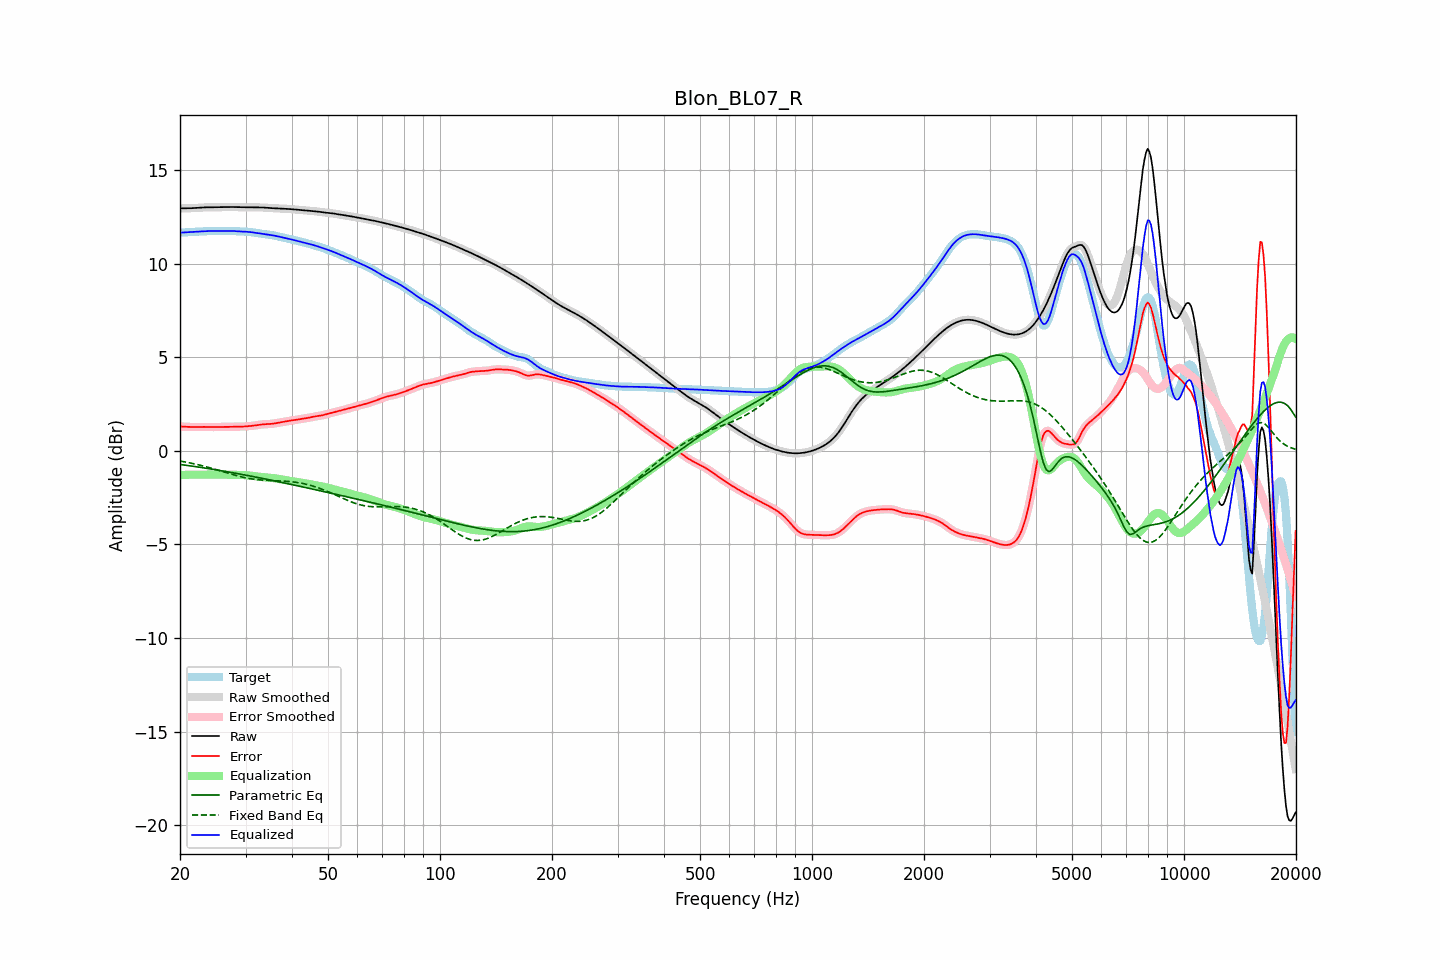 Blon_BL07_R
Amplitude (dBr)
15
10
5
0
−5
−10
−15
−20
Target
Raw Smoothed
Error Smoothed
Raw
Error
Equalization
Parametric Eq
Fixed Band Eq
Equalized
20 50 100 200 500 1000 2000 5000 10000 20000
Frequency (Hz)